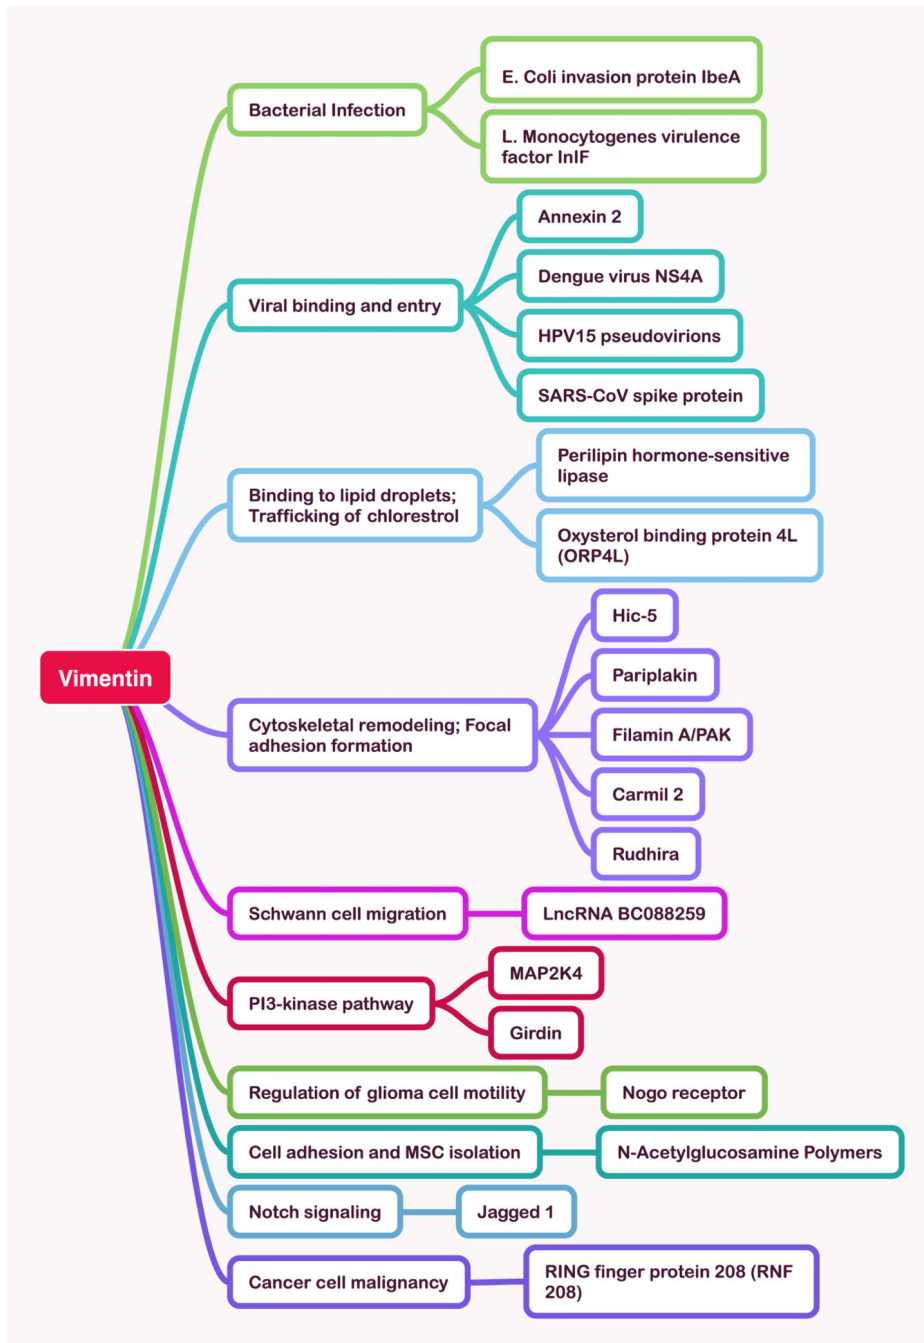 E. Coli invasion protein IbeA
Bacterial Infection
L. Monocytogenes virulence
factor InIF
Annexin 2
Dengue virus NS4A
Viral binding and entry
HPV15 pseudovirions
SARS-CoV spike protein
Perilipin hormone-sensitive
lipase
Binding to lipid droplets;
Trafficking of chlorestrol
Oxysterol binding protein 4L
(ORP4L)
Hic-5
Vimentin
Pariplakin
Cytoskeletal remodeling; Focal
adhesion formation
Filamin A/PAK
Carmil 2
Rudhira
Schwann cell migration
LncRNA BC088259
MAP2K4
PI3-kinase pathway
Girdin
Regulation of glioma cell motility
Nogo receptor
Cell adhesion and MSC isolation
N-Acetylglucosamine Polymers
Notch signaling
Jagged 1
Cancer cell malignancy
RING finger protein 208 (RNF
208)